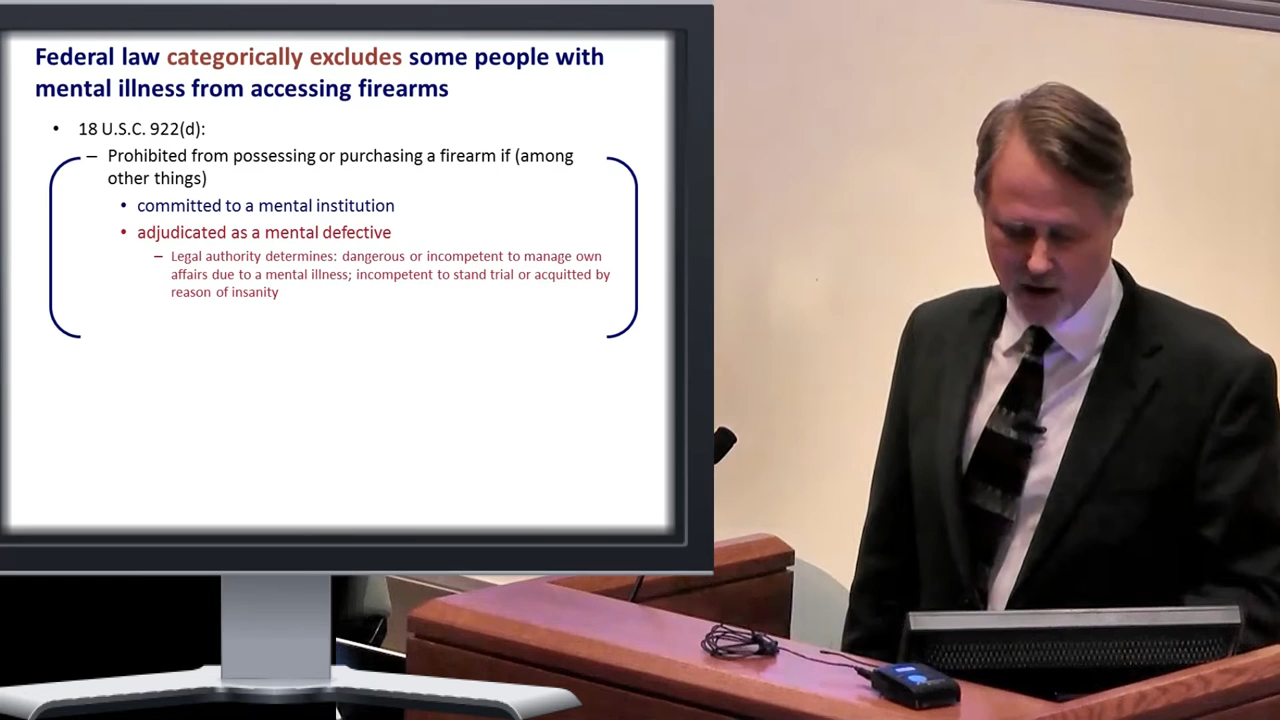 Federal law categorically excludes some people with
mental illness from accessing firearms
• 18 U.S.C. 922(d):
– Prohibited from possessing or purchasing a firearm if (among
other things)
• committed to a mental institution
• adjudicated as a mental defective
– Legal authority determines: dangerous or incompetent to manage own
affairs due to a mental illness; incompetent to stand trial or acquitted by
reason of insanity